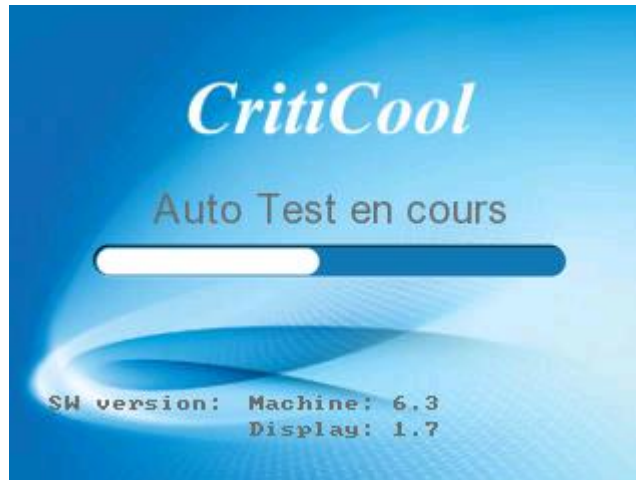 CritiCool
Auto Test en cours
SW version: Machine: 6.3
Display: 1.7